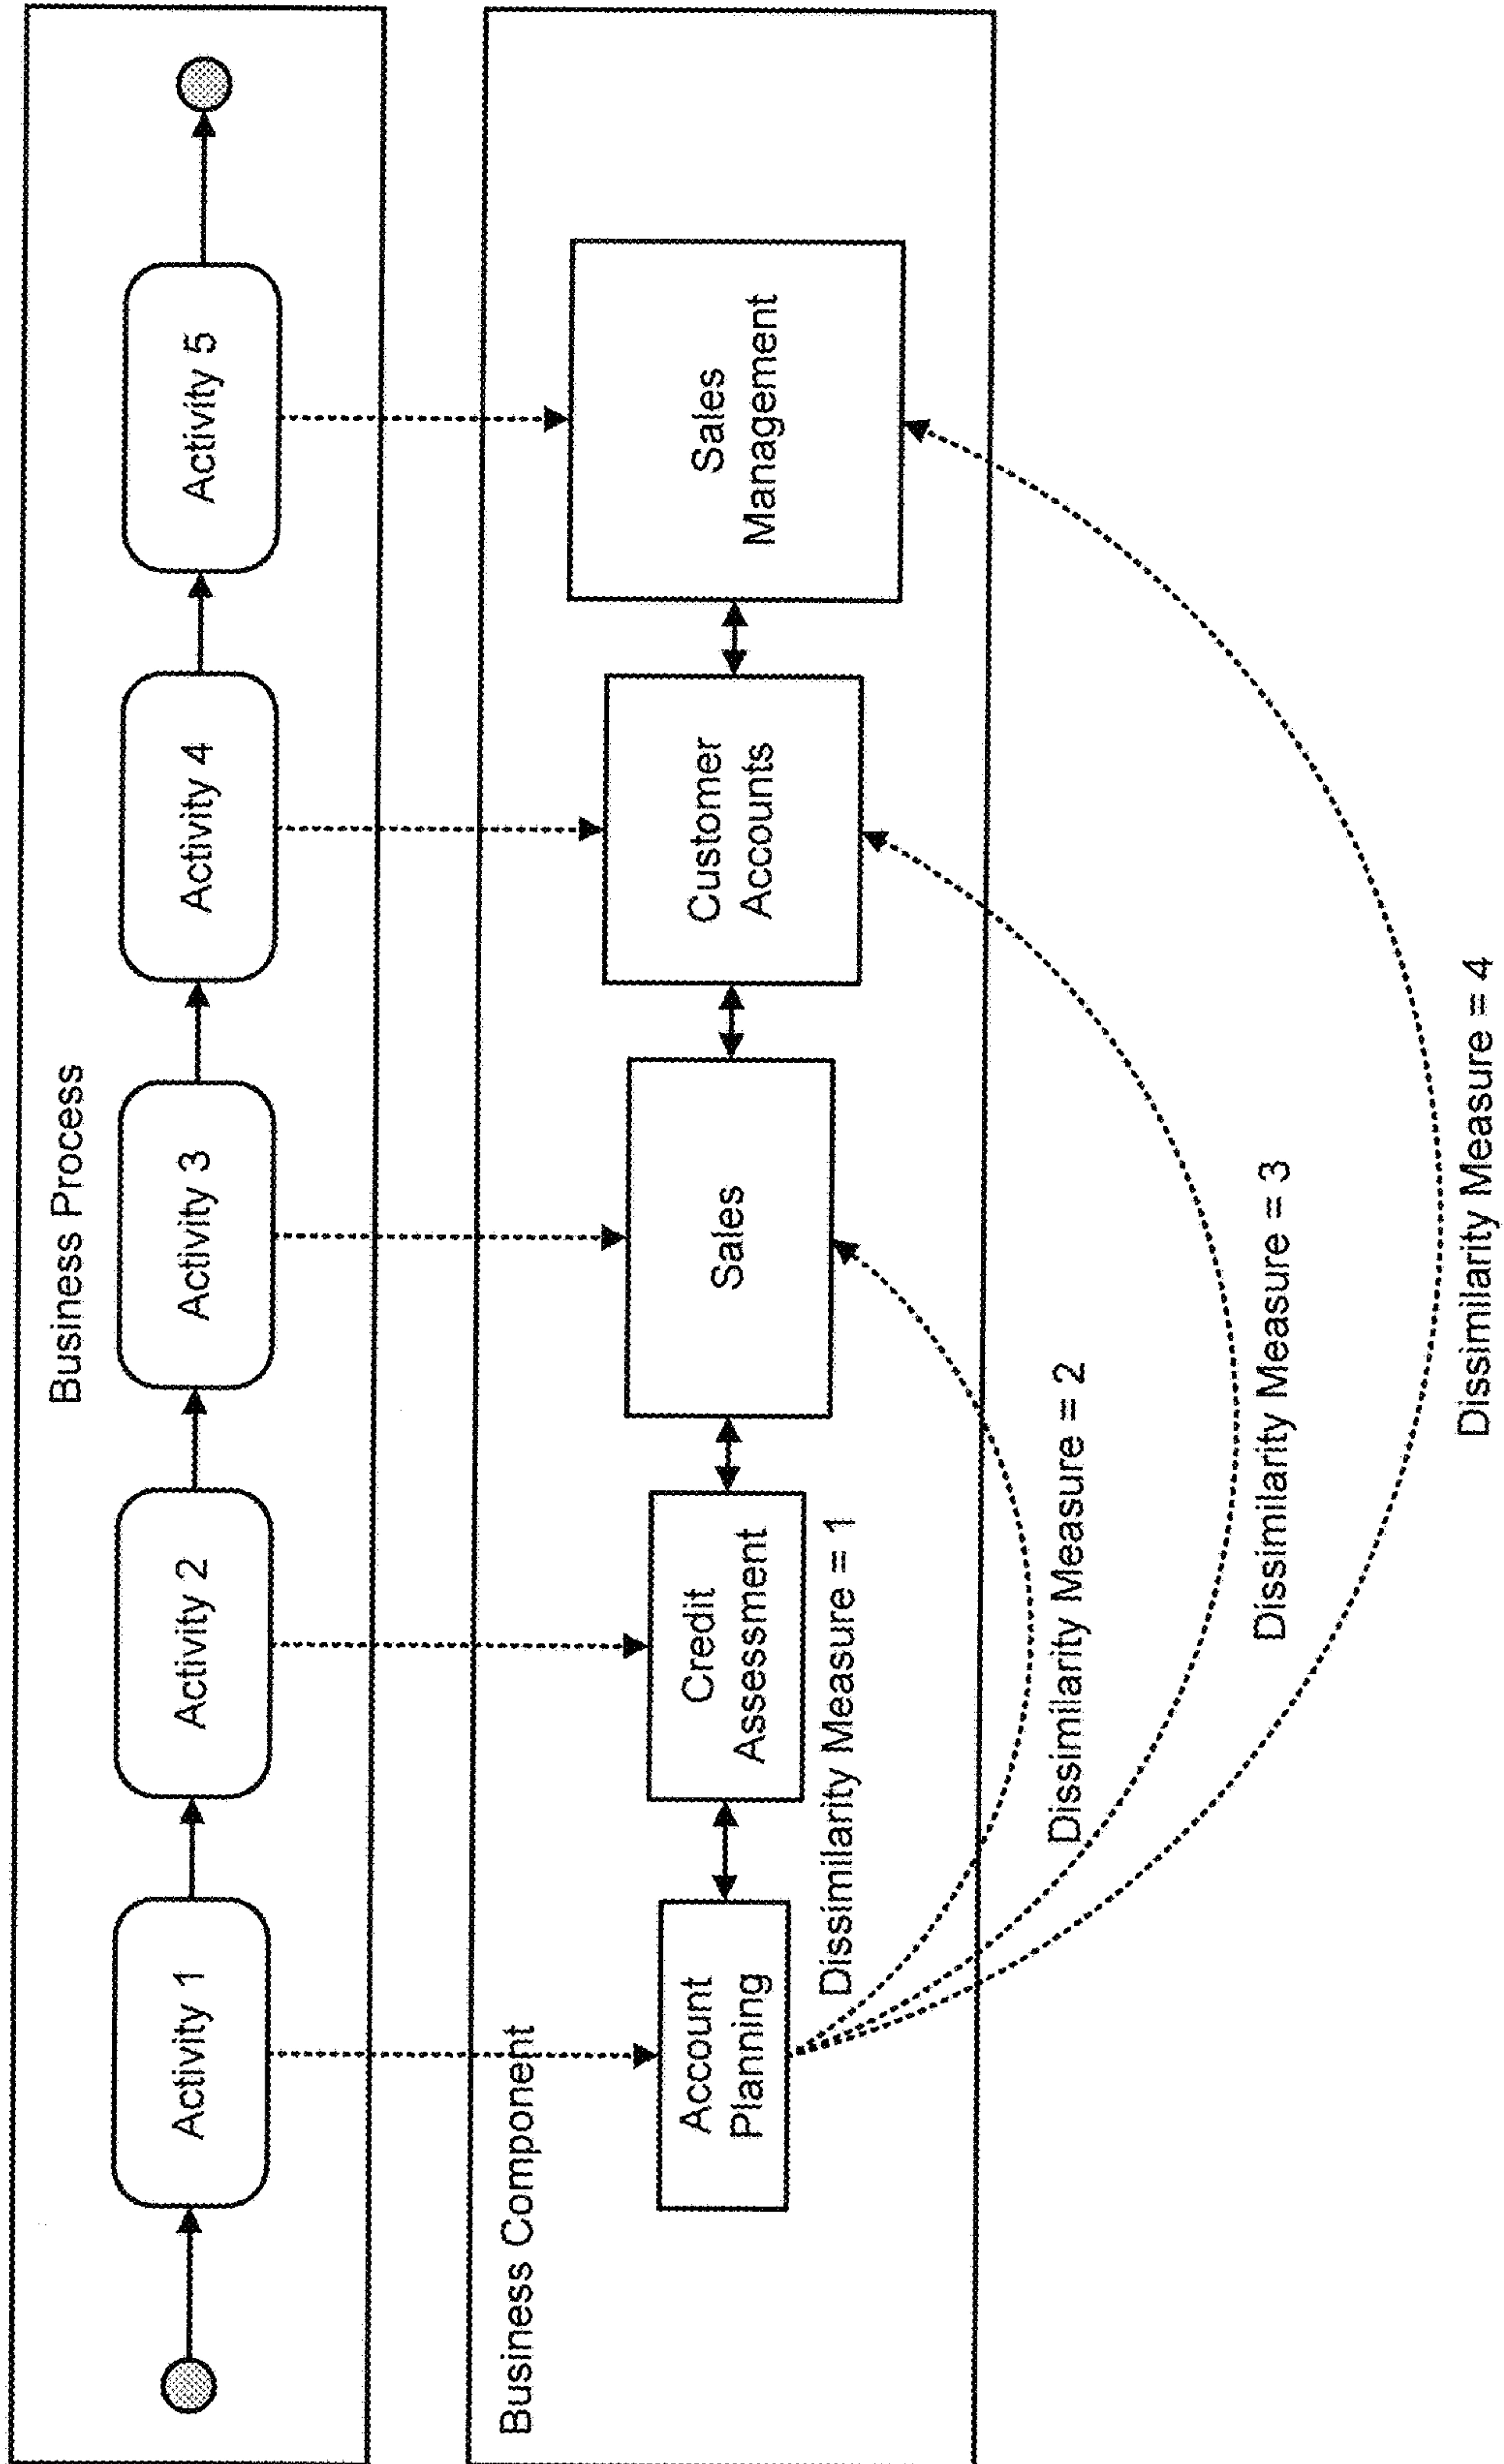 Business Process
Activity 1
Activity 2
Activity 3
Activity 4
Activity 5
Business Component
Account
Planning
Credit
Assessment
Sales
Customer
Accounts
Sales
Management
Dissimilarity Measure = 1
Dissimilarity Measure = 2
Dissimilarity Measure = 3
Dissimilarity Measure = 4